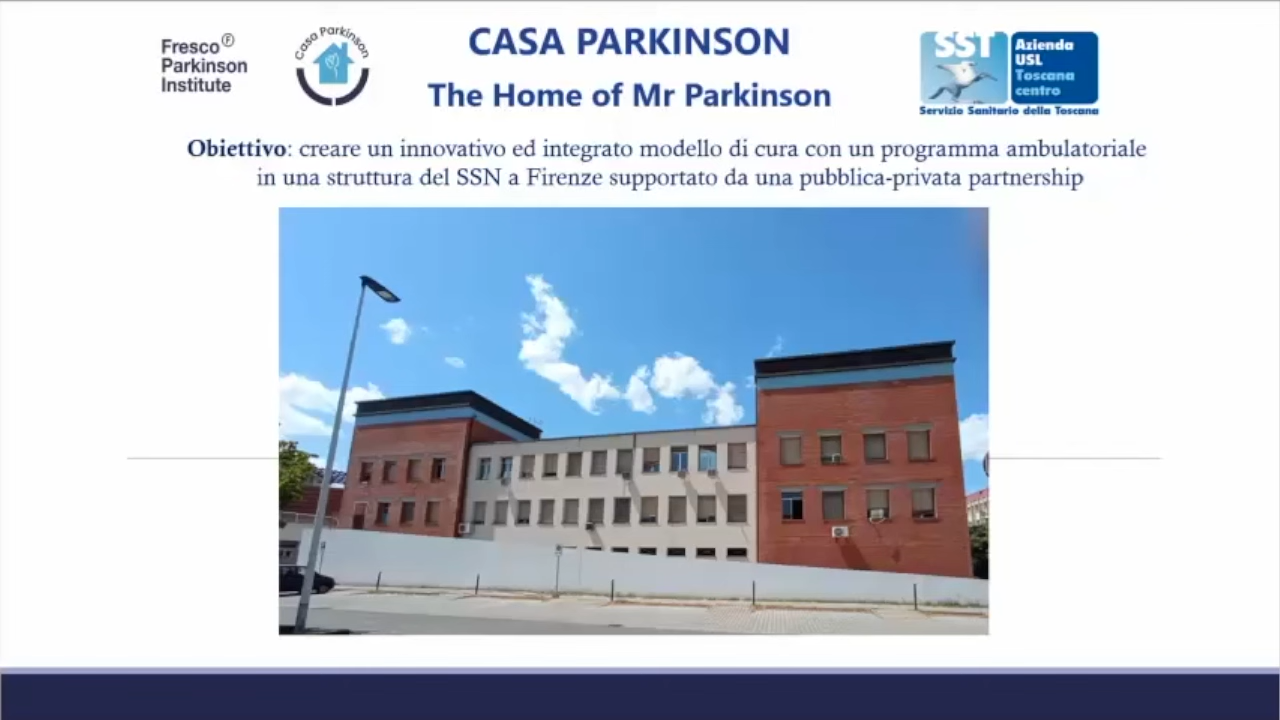 CASA PARKINSON
The Home of Mr Parkinson
Fresco Ⓕ
Parkinson
Institute
Casa Parkinson
SST
Azienda
USL
Toscana
centro
Servizio Sanitario della Toscana
Obiettivo: creare un innovativo ed integrato modello di cura con un programma ambulatoriale
in una struttura del SSN a Firenze supportato da una pubblica-privata partnership